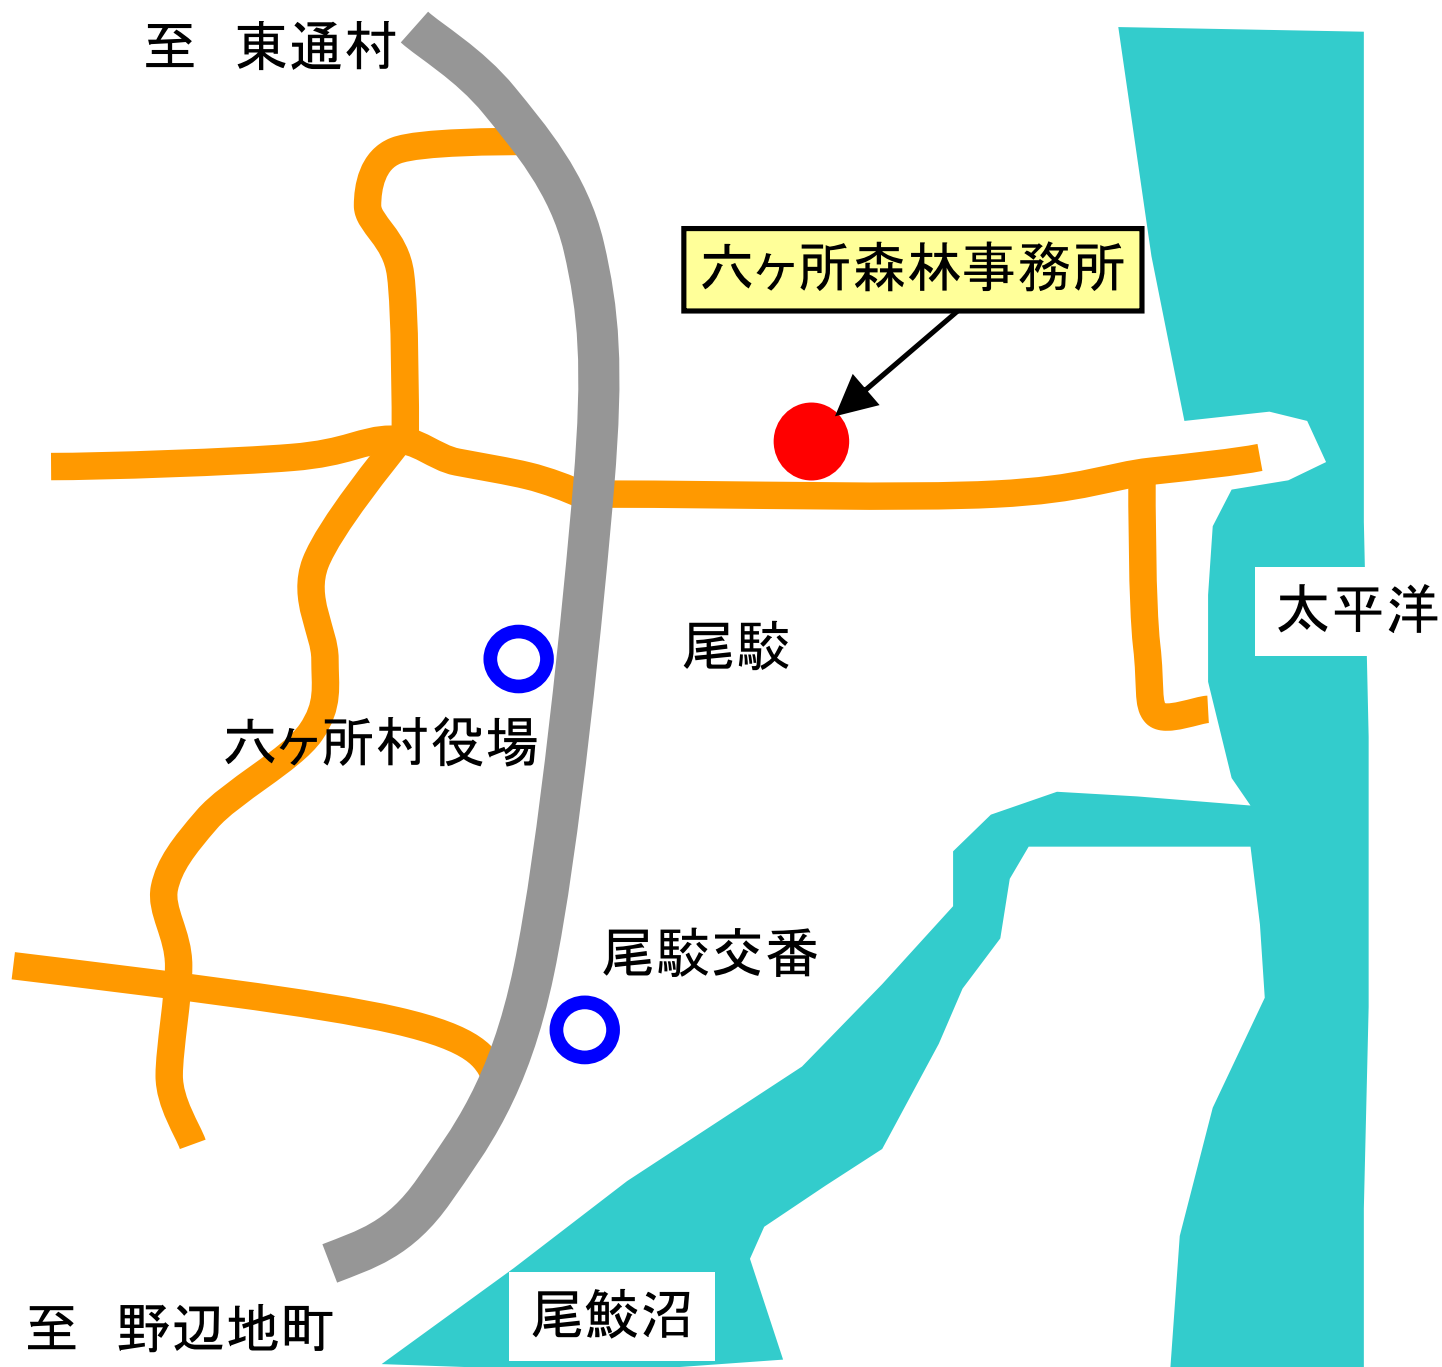 至 東通村
六ヶ所森林事務所
太平洋
尾駮
六ヶ所村役場
尾駮交番
尾鮫沼
至 野辺地町